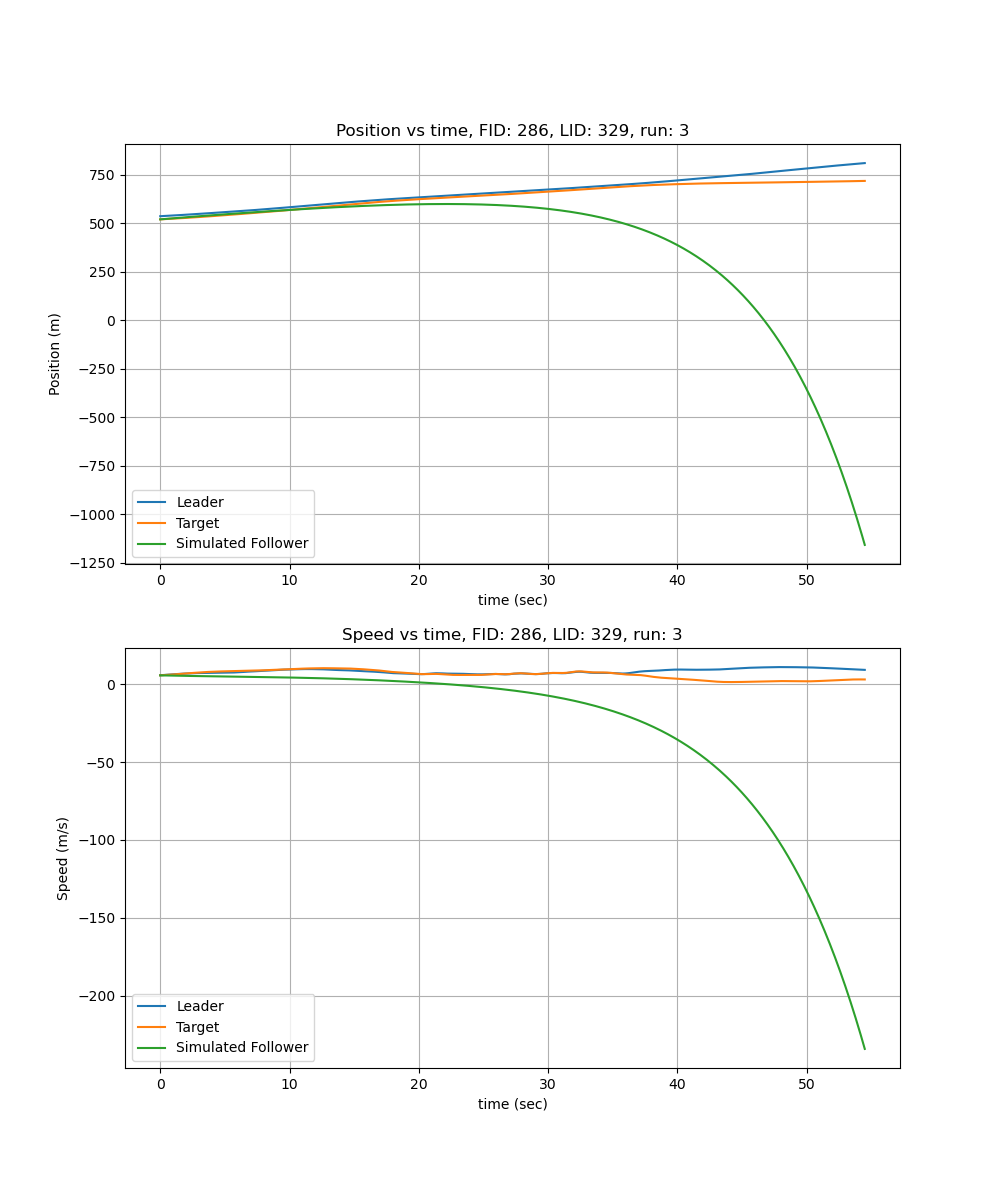 Position vs time, FID: 286, LID: 329, run: 3
750
500
250
0
−250
−500
−750
−1000
−1250
Position (m)
Leader
Target
Simulated Follower
0 10 20 30 40 50
time (sec)
Speed vs time, FID: 286, LID: 329, run: 3
0
−50
−100
−150
−200
Speed (m/s)
Leader
Target
Simulated Follower
0 10 20 30 40 50
time (sec)